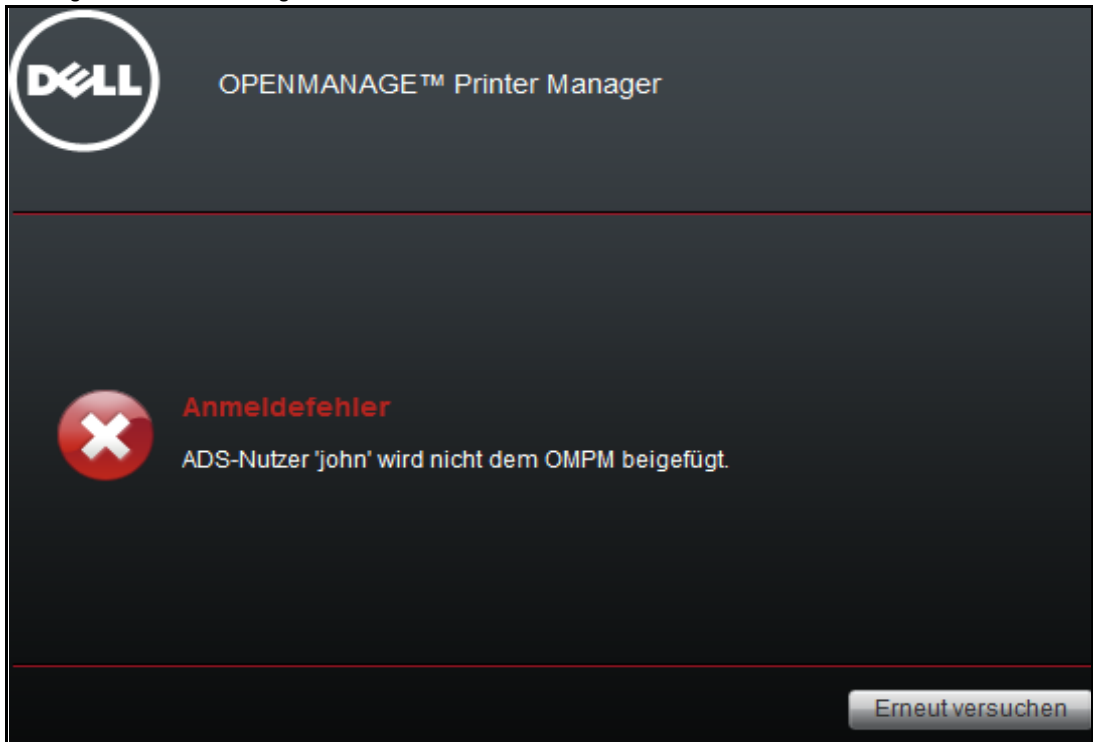 DELL
OPENMANAGE™ Printer Manager
Anmeldefehler
ADS-Nutzer 'john' wird nicht dem OMPM beigefügt.
Erneut versuchen